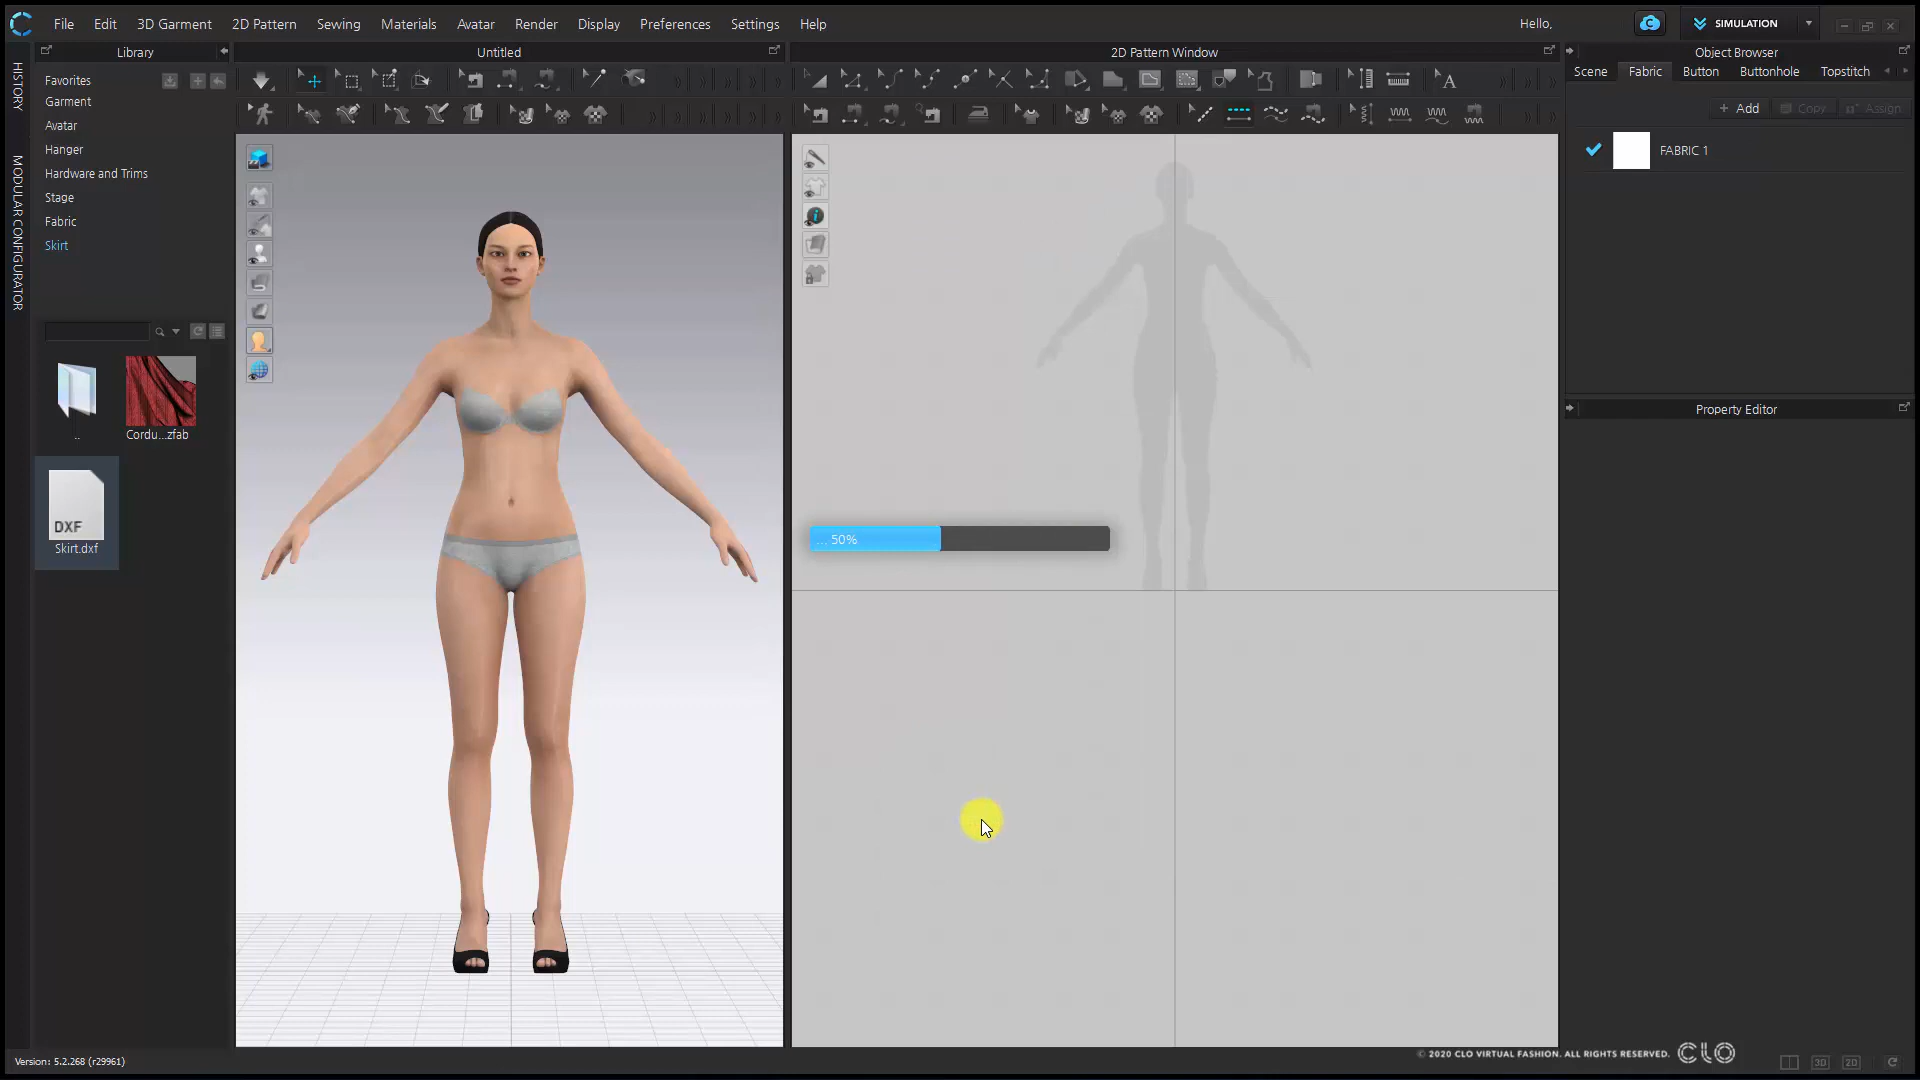 File Edit 3D Garment 2D Pattern Sewing Materials Avatar Render Display Preferences Settings Help
Hello,
SIMULATION
Library
Untitled
2D Pattern Window
Object Browser
HISTORY
MODULAR CONFIGURATOR
Favorites
Garment
Avatar
Hanger
Hardware and Trims
Stage
Fabric
Skirt
Scene Fabric Button Buttonhole Topstitch
+ Add Copy Assign
FABRIC 1
..
Cordu...zfab
DXF
Skirt.dxf
... 50%
Property Editor
Version: 5.2.268 (r29961)
© 2020 CLO VIRTUAL FASHION. ALL RIGHTS RESERVED. CLO
3D 2D